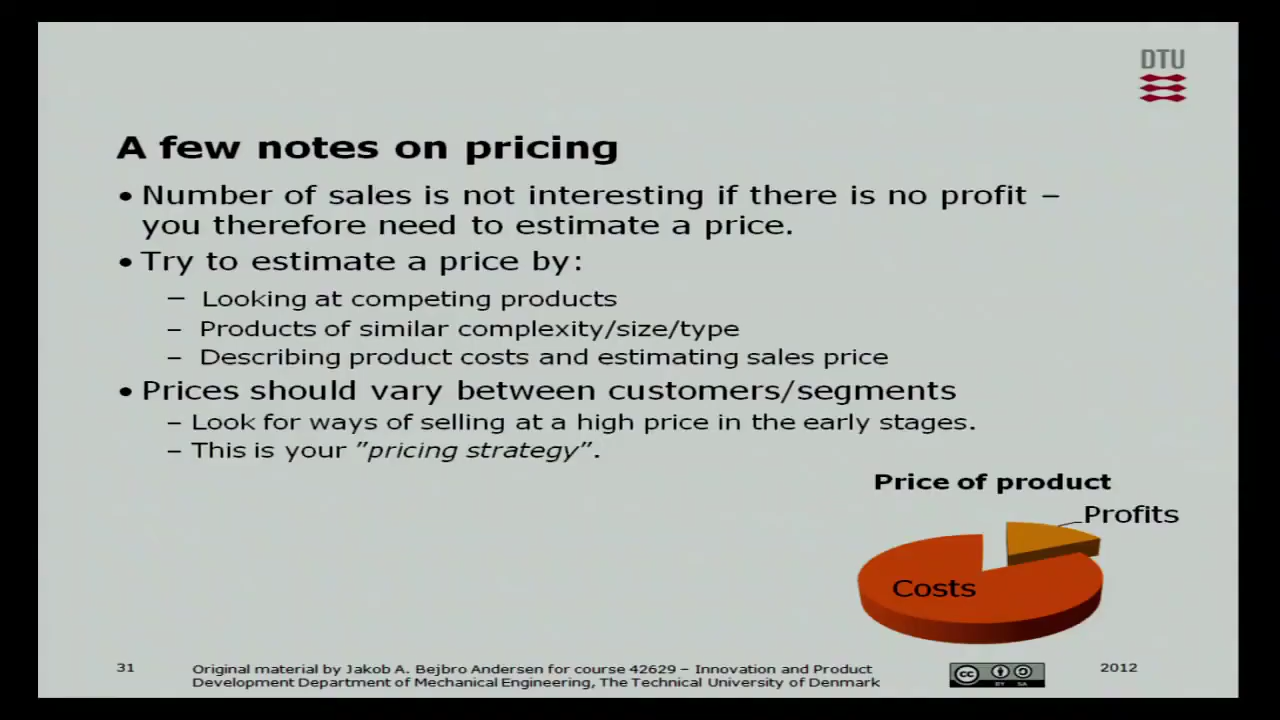 DTU
A few notes on pricing
• Number of sales is not interesting if there is no profit –
you therefore need to estimate a price.
• Try to estimate a price by:
– Looking at competing products
– Products of similar complexity/size/type
– Describing product costs and estimating sales price
• Prices should vary between customers/segments
– Look for ways of selling at a high price in the early stages.
– This is your ”pricing strategy”.
Price of product
Profits
Costs
31
Original material by Jakob A. Bejbro Andersen for course 42629 – Innovation and Product
Development Department of Mechanical Engineering, The Technical University of Denmark
cc
BY SA
2012